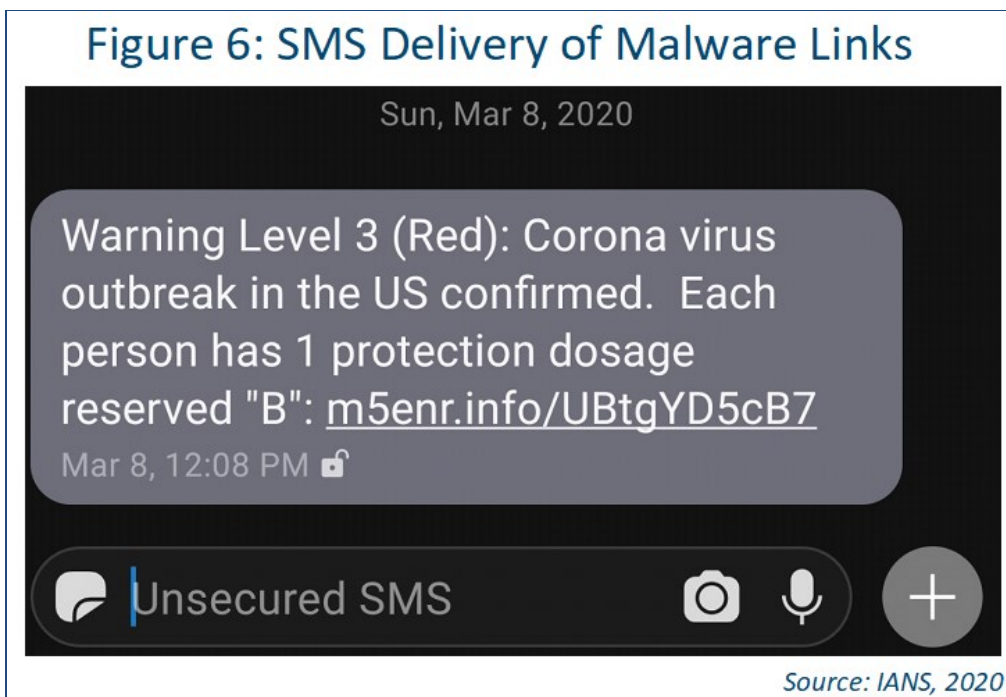 Figure 6: SMS Delivery of Malware Links
Sun, Mar 8, 2020
Warning Level 3 (Red): Corona virus
outbreak in the US confirmed.  Each
person has 1 protection dosage
reserved "B": m5enr.info/UBtgYD5cB7
Mar 8, 12:08 PM
Unsecured SMS
Source: IANS, 2020